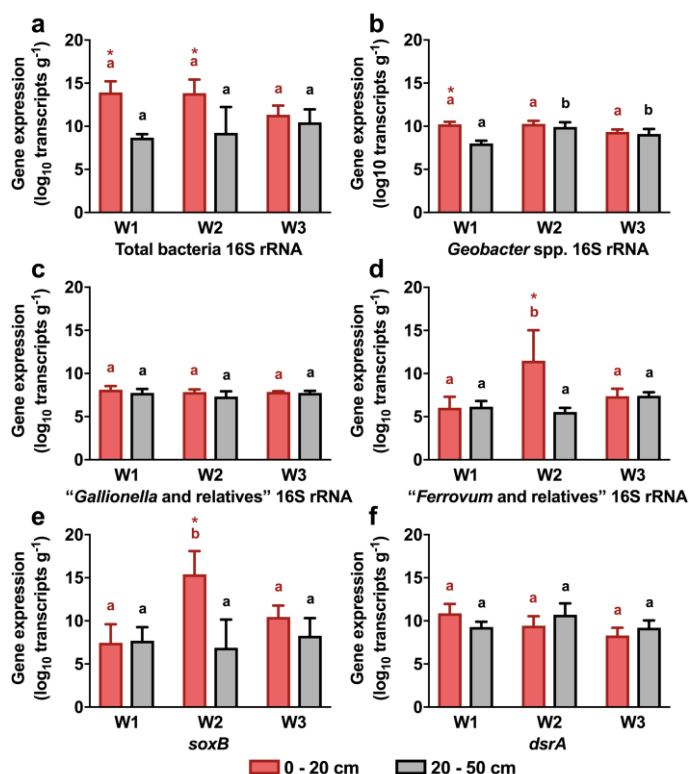 a
Gene expression
(log₁₀ transcripts g⁻¹)
20
15
10
5
0
*
a
a
*
a
a
a
a
W1
W2
W3
Total bacteria 16S rRNA
b
Gene expression
(log10 transcripts g⁻¹)
20
15
10
5
0
*
a
a
a
b
a
b
W1
W2
W3
Geobacter spp. 16S rRNA
c
Gene expression
(log₁₀ transcripts g⁻¹)
20
15
10
5
0
a
a
a
a
a
a
W1
W2
W3
“Gallionella and relatives” 16S rRNA
d
Gene expression
(log₁₀ transcripts g⁻¹)
20
15
10
5
0
a
a
*
b
a
a
a
W1
W2
W3
“Ferrovum and relatives” 16S rRNA
e
Gene expression
(log₁₀ transcripts g⁻¹)
20
15
10
5
0
a
a
*
b
a
a
a
W1
W2
W3
soxB
f
Gene expression
(log₁₀ transcripts g⁻¹)
20
15
10
5
0
a
a
a
a
a
a
W1
W2
W3
dsrA
0 - 20 cm
20 - 50 cm